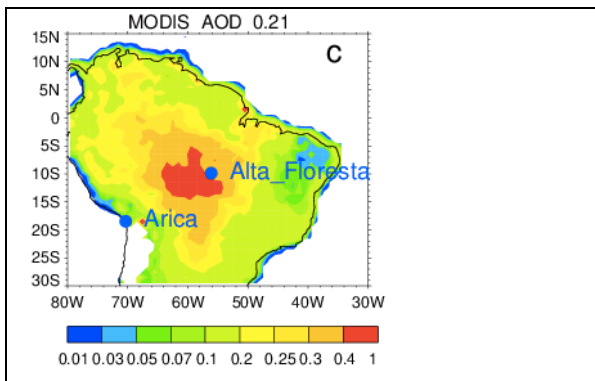 MODIS AOD 0.21
15N
C
10N
5N
0
5S
10S
Alta_Floresta
15S
Arica
20S
25S
30S
80W 70W 60W 50W 40W 30W
0.01 0.03 0.05 0.07 0.1 0.2 0.25 0.3 0.4 1